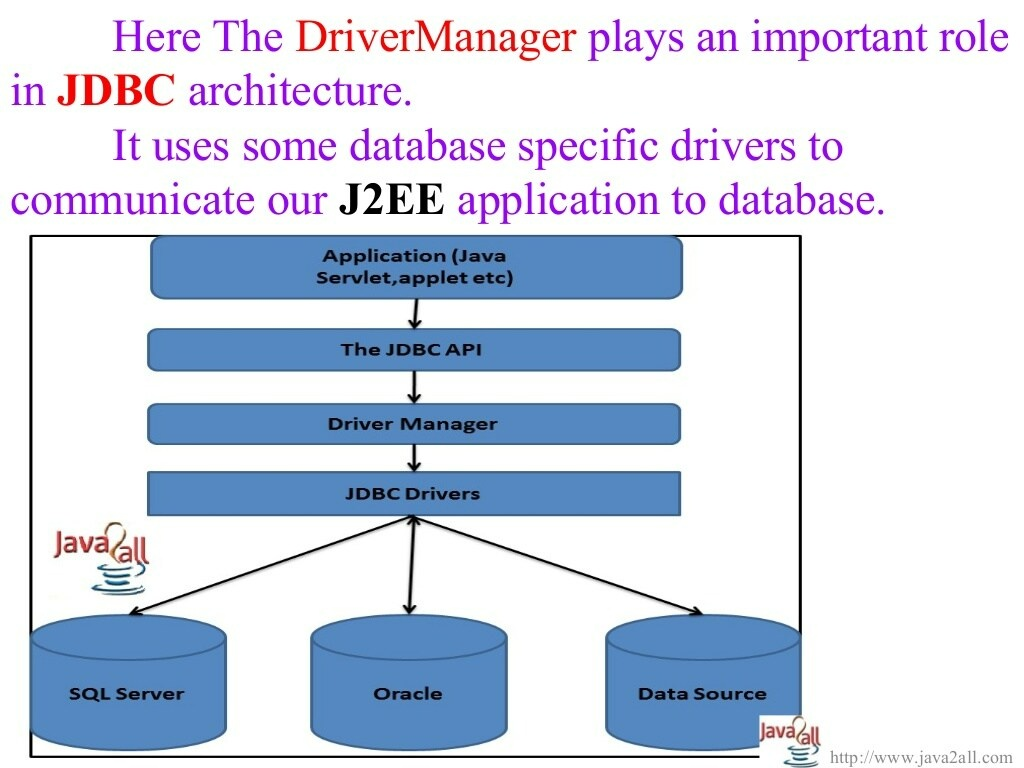 Here The DriverManager plays an important role
in JDBC architecture.
It uses some database specific drivers to
communicate our J2EE application to database.
Application (Java
Servlet,applet etc)
The JDBC API
Driver Manager
JDBC Drivers
Java2all
SQL Server
Oracle
Data Source
Java2all
http://www.java2all.com